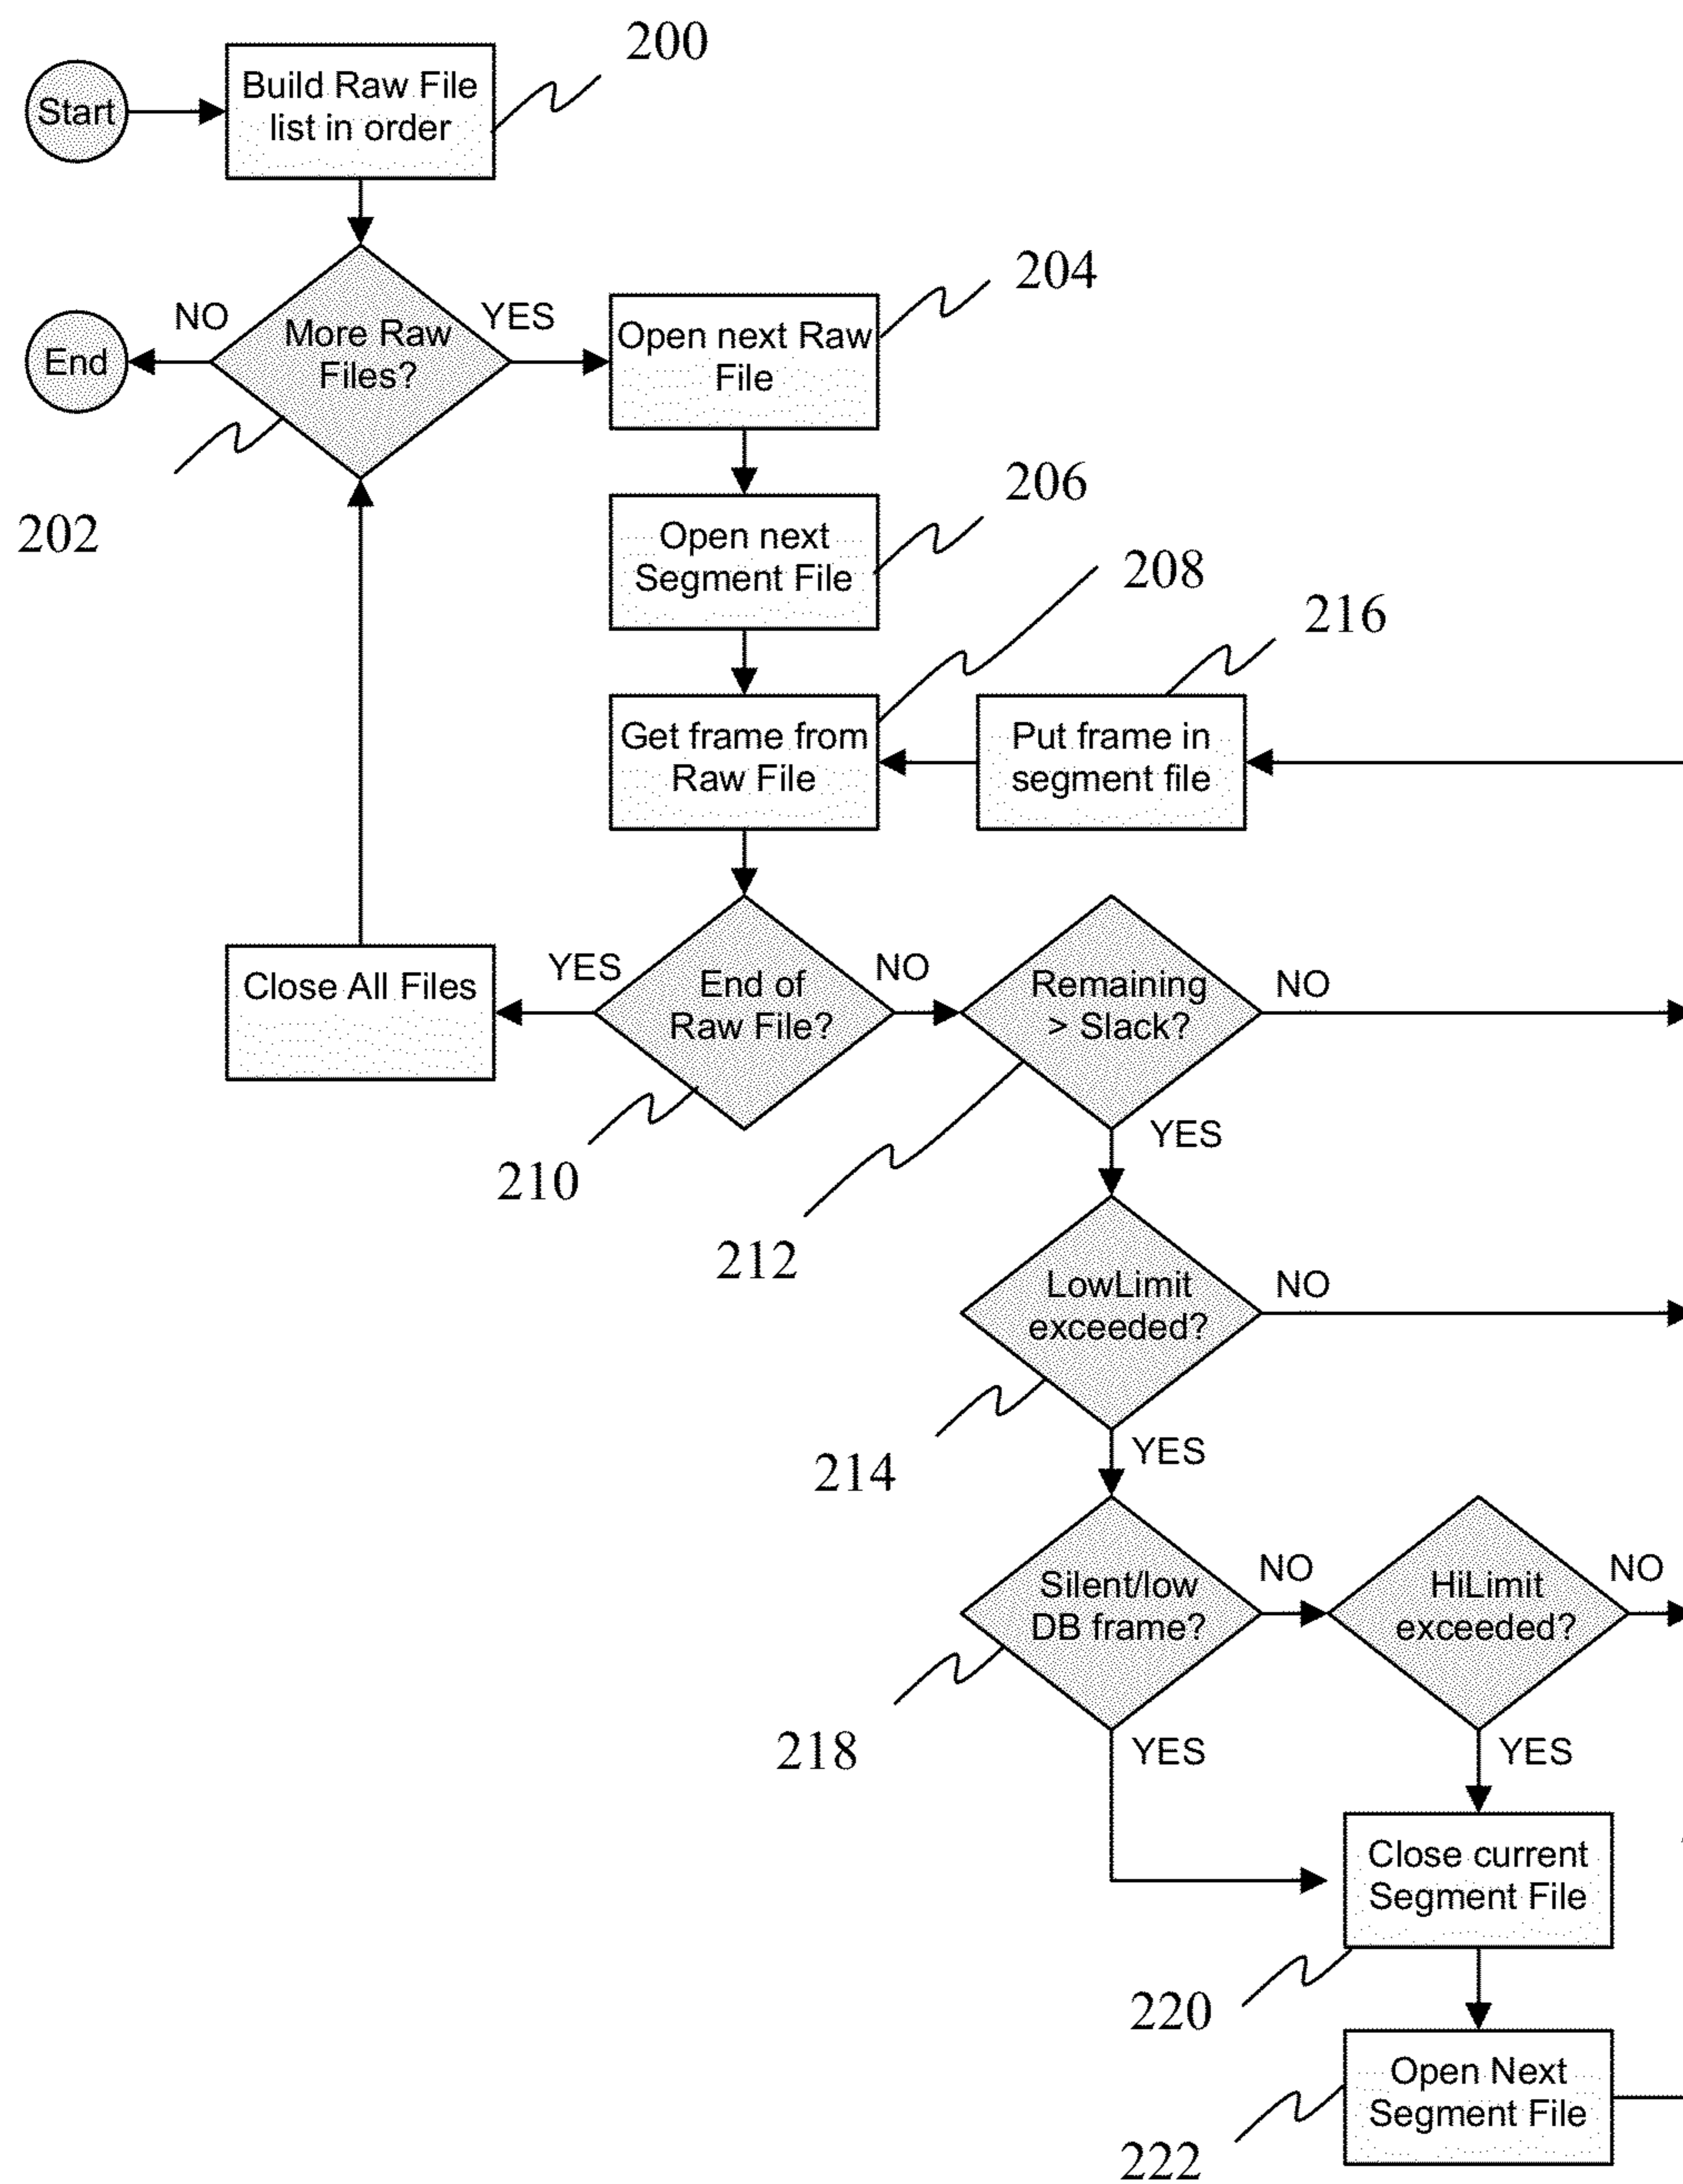 200
Start
Build Raw File
list in order
204
NO
YES
End
More Raw
Files?
Open next Raw
File
202
206
Open next
Segment File
208
216
Get frame from
Raw File
Put frame in
segment file
Close All Files
YES
End of
Raw File?
NO
Remaining
> Slack?
NO
210
YES
212
LowLimit
exceeded?
NO
214
YES
Silent/low
DB frame?
NO
HiLimit
exceeded?
NO
218
YES
YES
Close current
Segment File
220
Open Next
Segment File
222